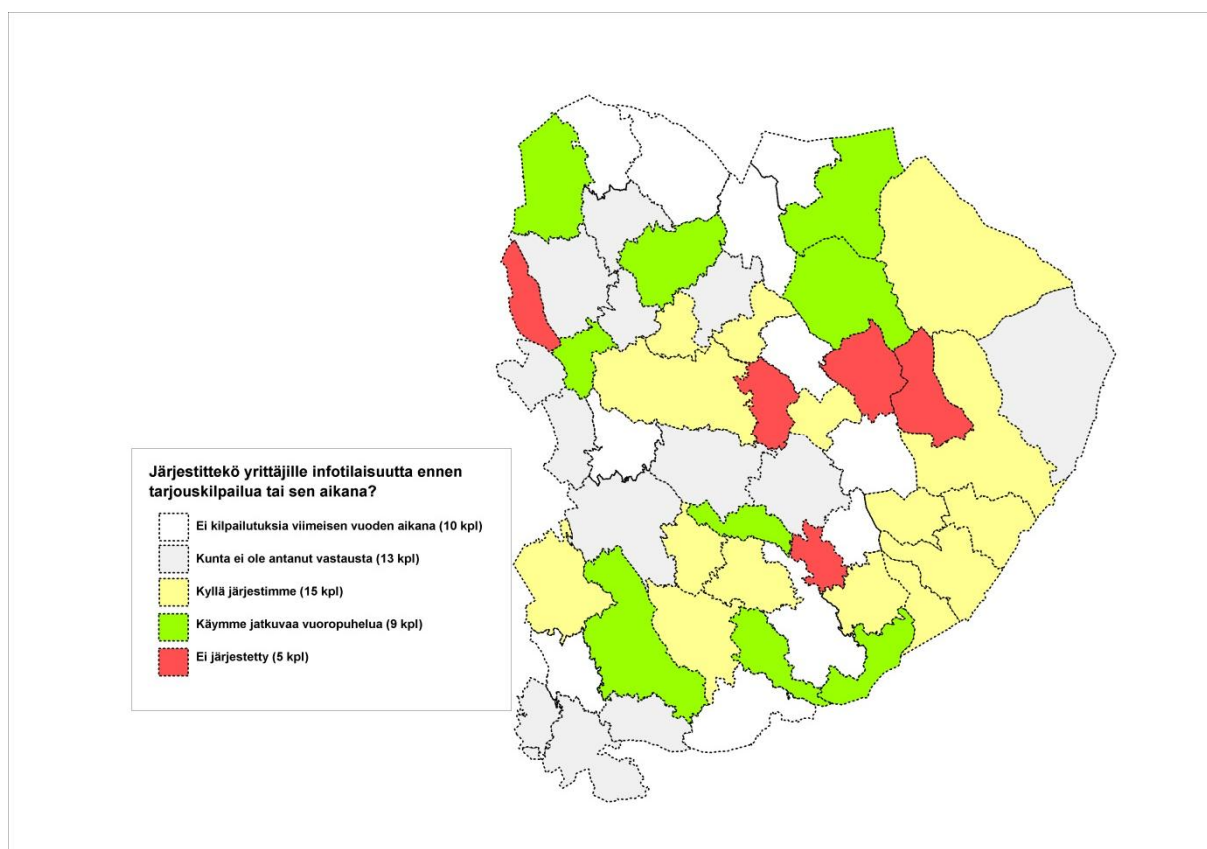 Järjestittekö yrittäjille infotilaisuutta ennen
tarjouskilpailua tai sen aikana?
Ei kilpailutuksia viimeisen vuoden aikana (10 kpl)
Kunta ei ole antanut vastausta (13 kpl)
Kyllä järjestimme (15 kpl)
Käymme jatkuvaa vuoropuhelua (9 kpl)
Ei järjestetty (5 kpl)